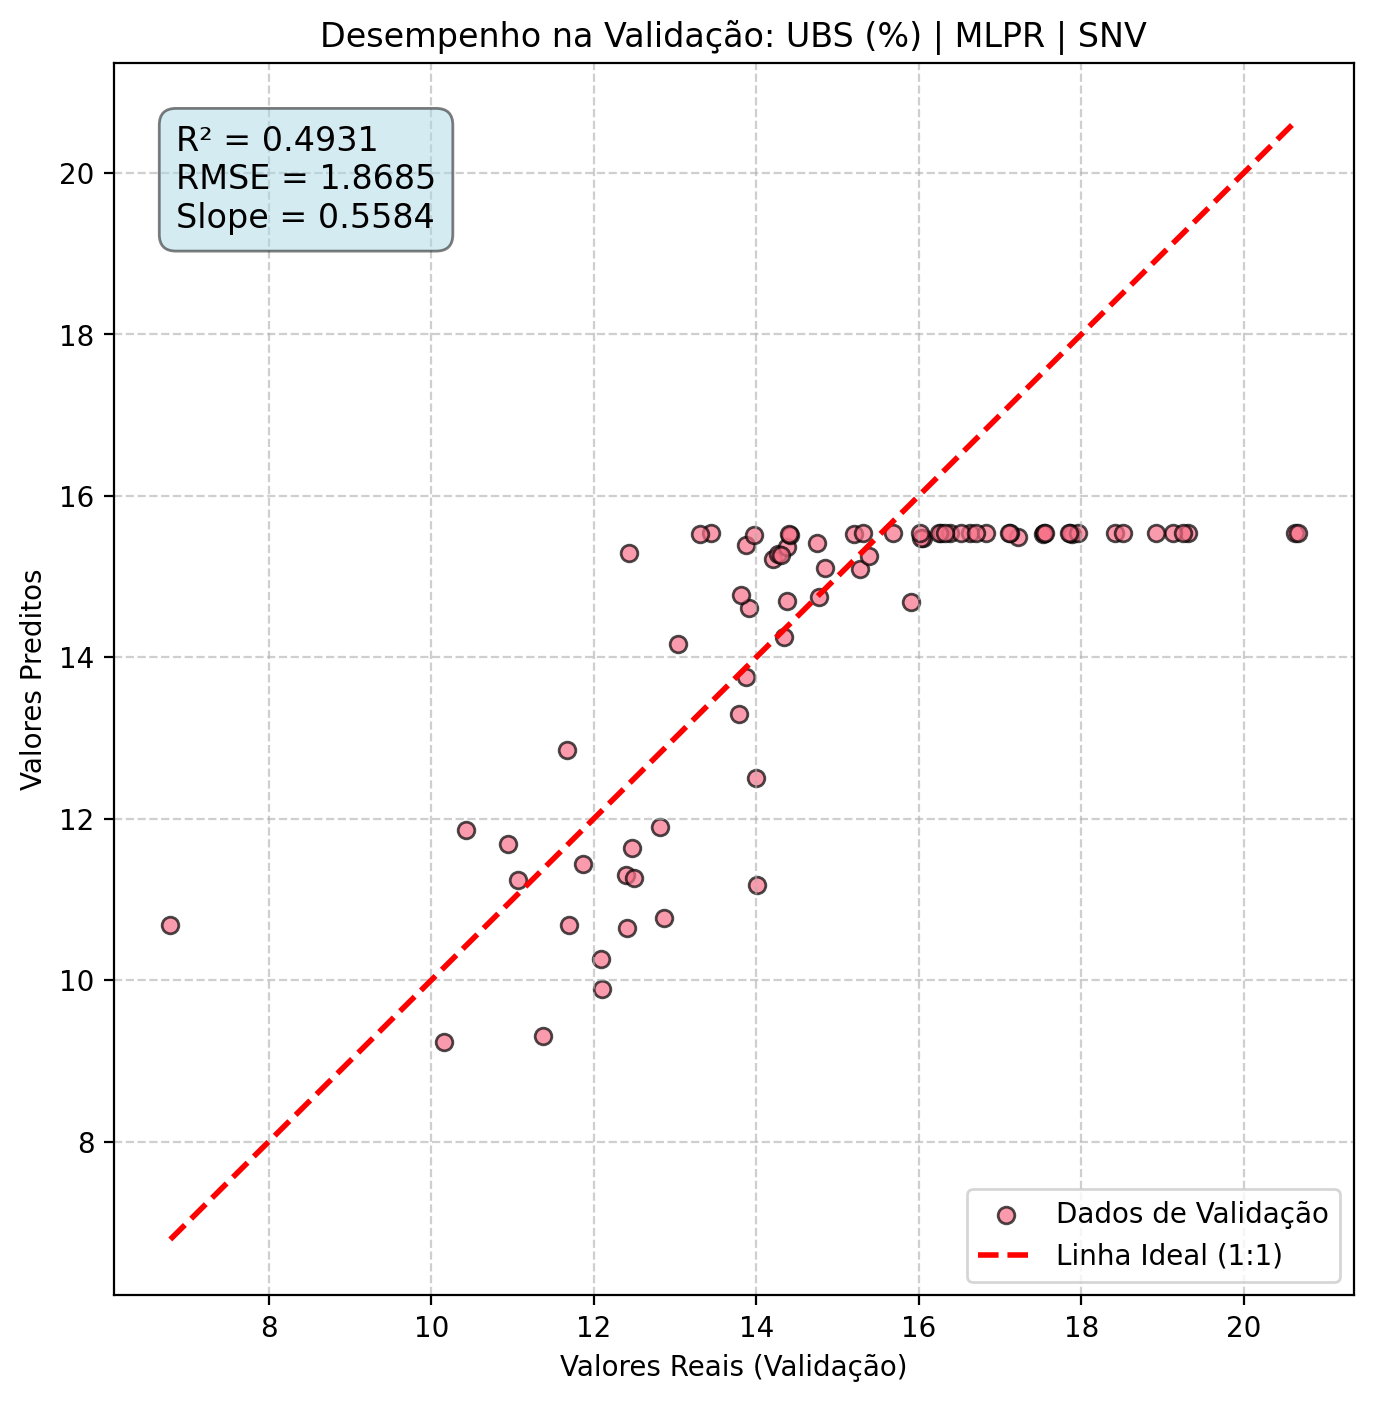 Desempenho na Validação: UBS (%) | MLPR | SNV
R² = 0.4931
RMSE = 1.8685
Slope = 0.5584
20
18
16
14
12
10
8
Valores Preditos
Dados de Validação
Linha Ideal (1:1)
8 10 12 14 16 18 20
Valores Reais (Validação)